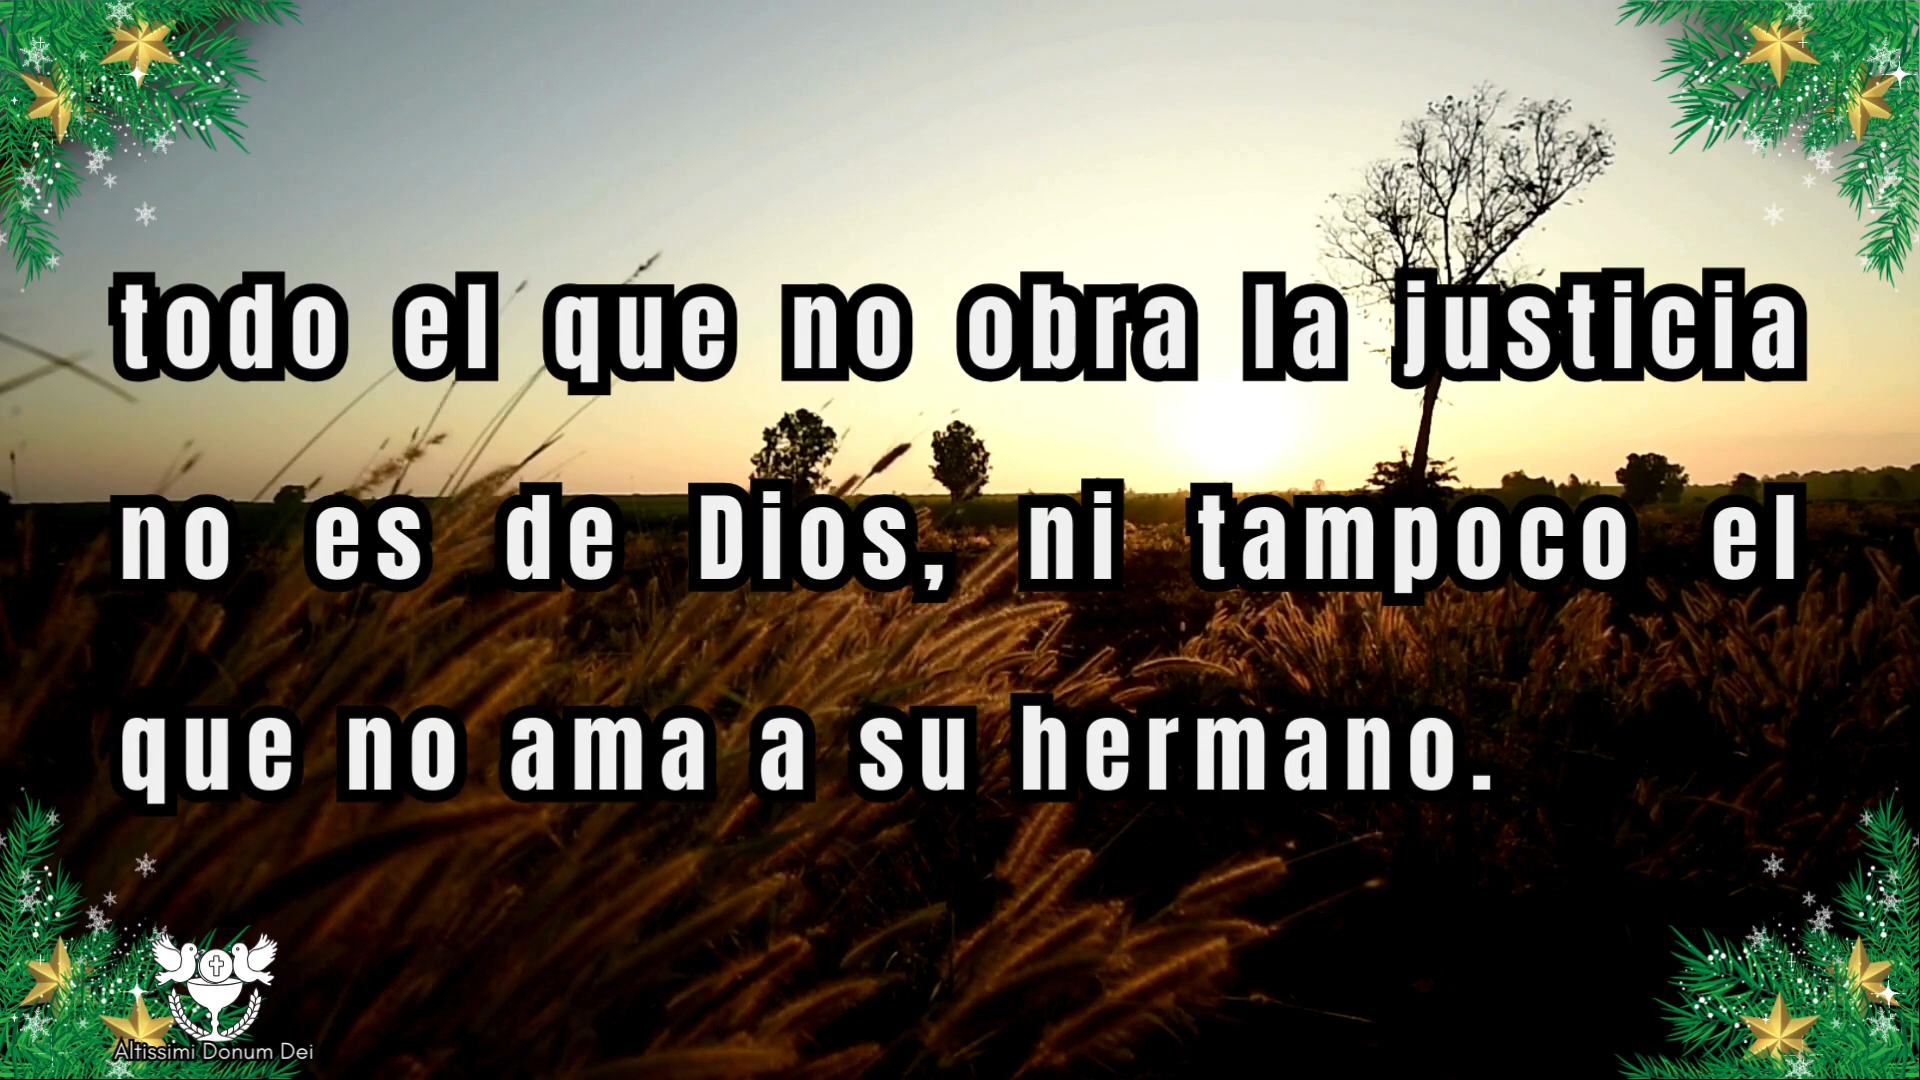 todo el que no obra la justicia
no es de Dios, ni tampoco el
que no ama a su hermano.
Altissimi Donum Dei